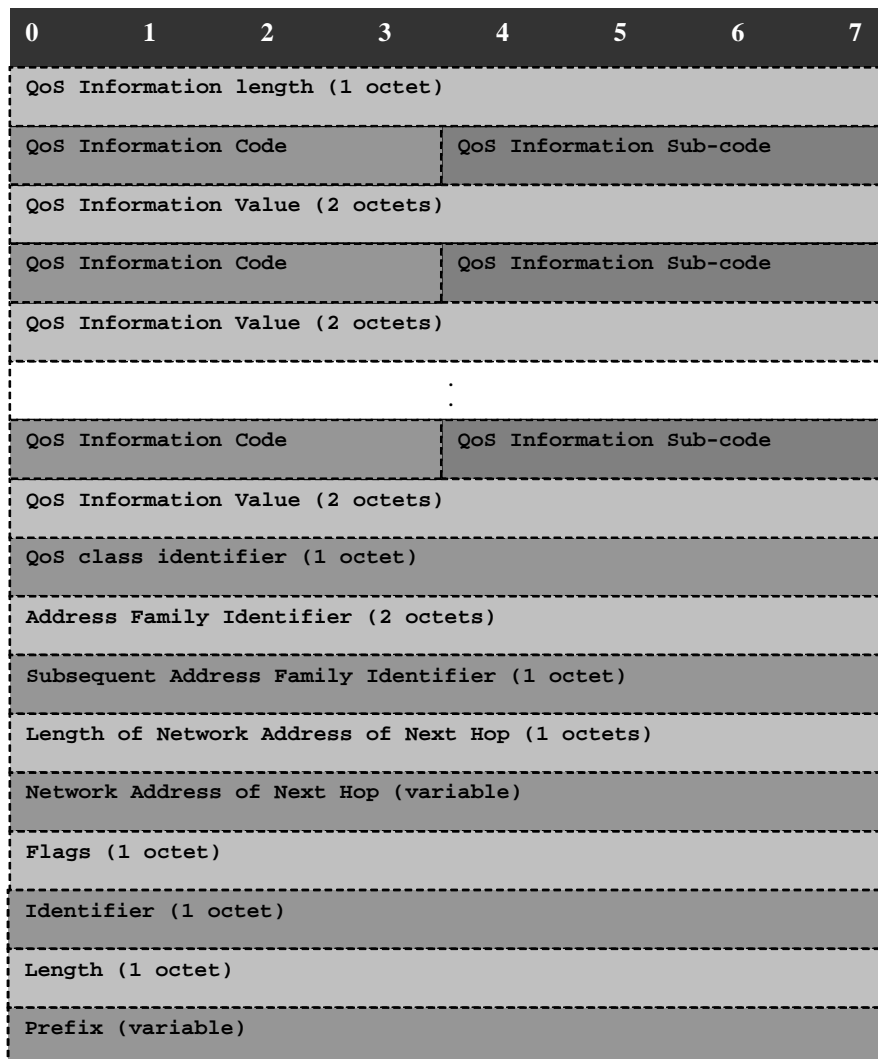 0 1 2 3 4 5 6 7
QoS Information length (1 octet)
QoS Information Code QoS Information Sub-code
QoS Information Value (2 octets)
QoS Information Code QoS Information Sub-code
QoS Information Value (2 octets)
.
.
QoS Information Code QoS Information Sub-code
QoS Information Value (2 octets)
QoS class identifier (1 octet)
Address Family Identifier (2 octets)
Subsequent Address Family Identifier (1 octet)
Length of Network Address of Next Hop (1 octets)
Network Address of Next Hop (variable)
Flags (1 octet)
Identifier (1 octet)
Length (1 octet)
Prefix (variable)